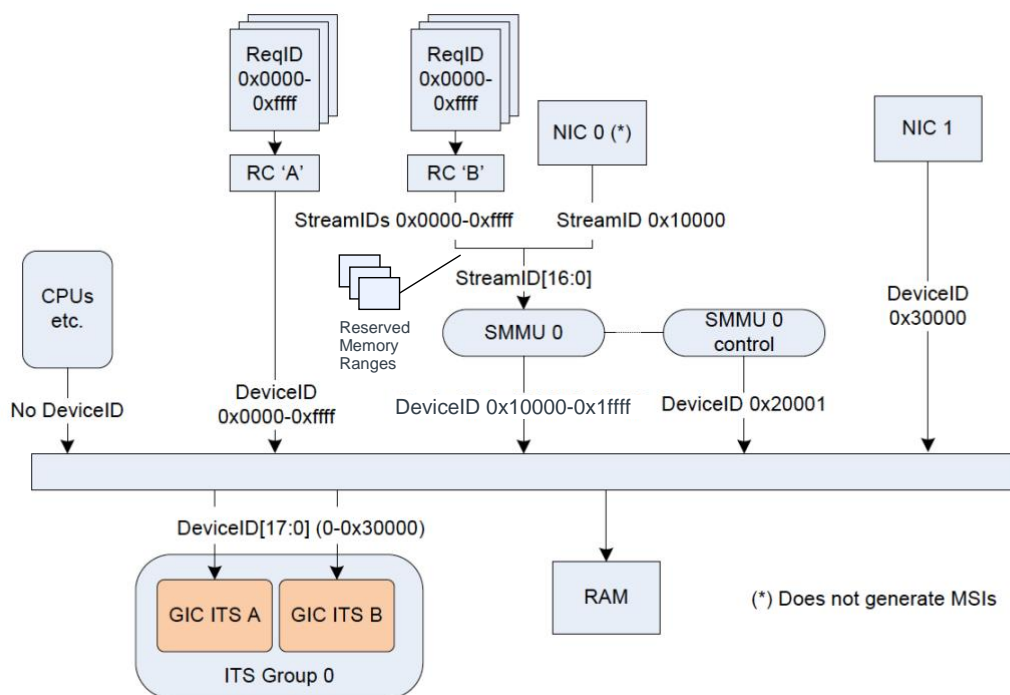 ReqID
0x0000-
0xffff
ReqID
0x0000-
0xffff
NIC 0 (*)
NIC 1
RC ‘A’
RC ‘B’
StreamIDs 0x0000-0xffff
StreamID 0x10000
StreamID[16:0]
CPUs
etc.
Reserved
Memory
Ranges
SMMU 0
SMMU 0
control
DeviceID
0x30000
No DeviceID
DeviceID
0x0000-0xffff
DeviceID 0x10000-0x1ffff
DeviceID 0x20001
DeviceID[17:0] (0-0x30000)
GIC ITS A
GIC ITS B
ITS Group 0
RAM
(*) Does not generate MSIs